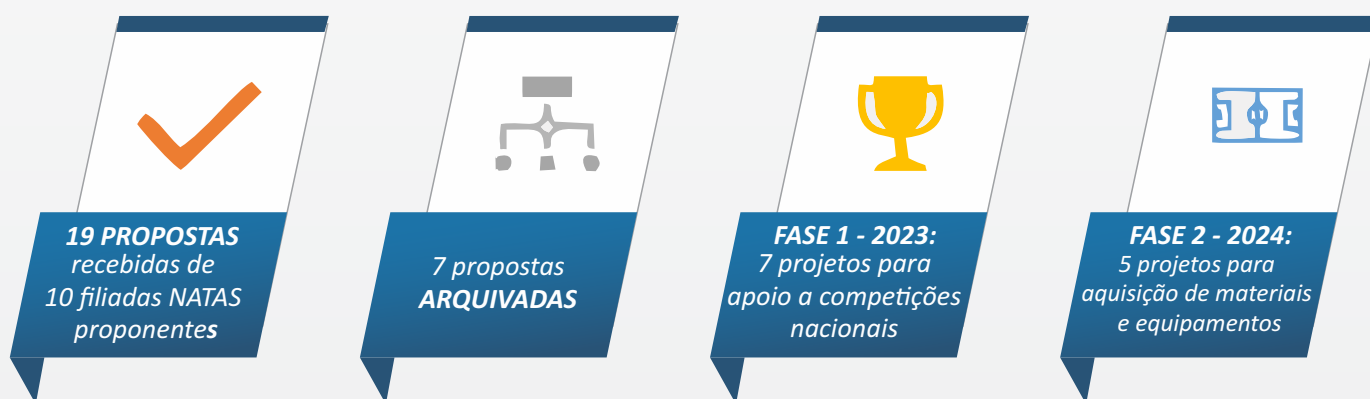 19 PROPOSTAS
recebidas de
10 filiadas NATAS
proponentes
7 propostas
ARQUIVADAS
FASE 1 - 2023:
7 projetos para
apoio a competições
nacionais
FASE 2 - 2024:
5 projetos para
aquisição de materiais
e equipamentos